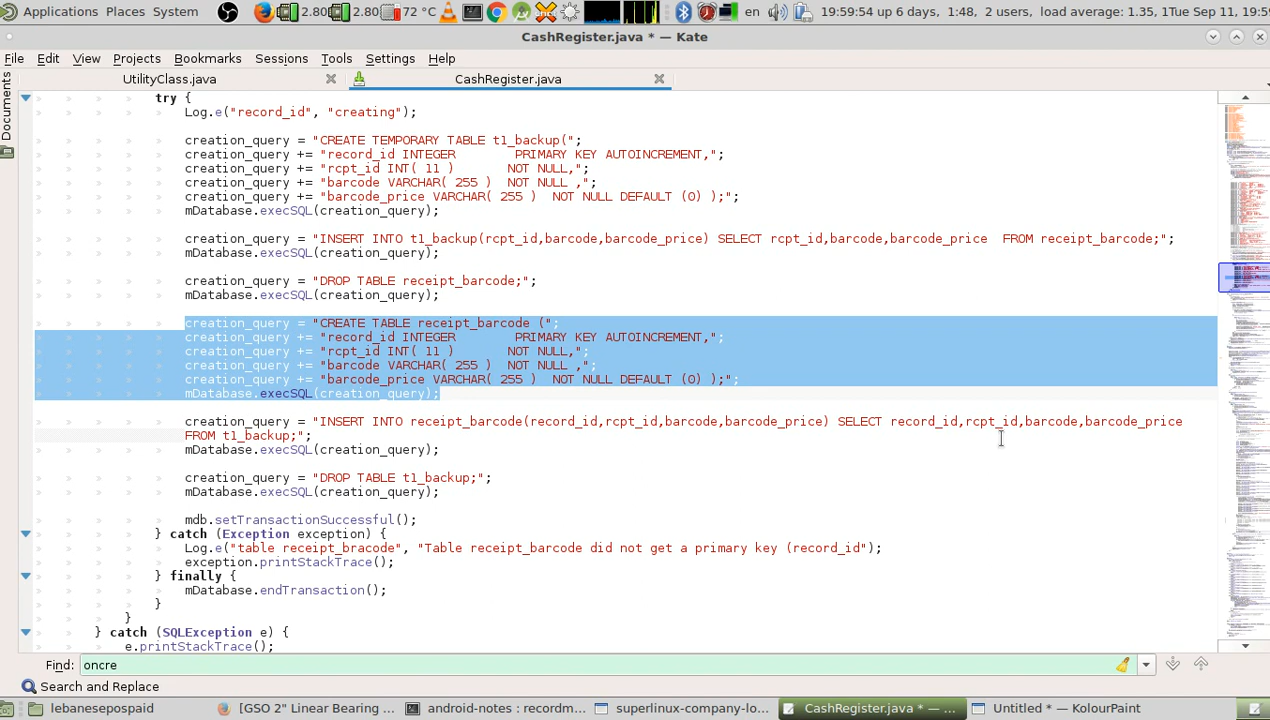 Applications Places System 2.80 2.80 72 °C en 19:59:54 up 6 days, 1:48, 2 users, load average: 1.35, 1 Tue Sep 11, 19:59
CashRegister.java * — Kate
File Edit View Projects Bookmarks Sessions Tools Settings Help
UtilityClass.java CashRegister.java
Documents
try {
Log.e("record_id", "creating");
creation_query = "CREATE TEMPORARY TABLE t1_backup(";
creation_query += "record_id INTEGER PRIMARY KEY AUTOINCREMENT,";
creation_query += "rcpt_id INT( 11 ) NOT NULL ,";
creation_query += "barcode VARCHAR( 255 ) NOT NULL ,";
creation_query += "barcode_price VARCHAR( 255 ) NOT NULL DEFAULT (0) );";
mDatabase.execSQL(creation_query);
creation_query = "INSERT INTO t1_backup(rcpt_id,barcode,barcode_price) SELECT rcpt_id,barcode,barcode_price FROM receipt_barcode;";
mDatabase.execSQL(creation_query);
creation_query = "DROP TABLE receipt_barcode;";
mDatabase.execSQL(creation_query);
creation_query = "CREATE TABLE receipt_barcode
creation_query += "record_id INTEGER PRIMARY KEY AUTOINCREMENT,";
creation_query += "rcpt_id INT( 11 ) NOT NULL ,";
creation_query += "barcode VARCHAR( 255 ) NOT NULL ,";
creation_query += "barcode_price VARCHAR( 255 ) NOT NULL DEFAULT (0) );";
mDatabase.execSQL(creation_query);
creation_query = "INSERT INTO receipt_barcode(record_id,rcpt_id,barcode,barcode_price) SELECT record_id,rcpt_id,barcode,barcode_price
FROM t1_backup;";
mDatabase.execSQL(creation_query);
creation_query = "DROP TABLE t1_backup;";
mDatabase.execSQL(creation_query);
mdb.setTransactionSuccessful();
} catch (Exception exception) {
Log.e("table receipt_bracode", "Table receipt_barcode did not get a primary key (record_id");
exception.printStackTrace();
} finally {
mDatabase.endTransaction();
}
catch (SQLException e) {
e.printStackTrace();
Find: oncre
Search and Replace
lebanesepospaid [GSO 2" Linear Bearing ... android-notes : record... superlinux-company-lo... CashRegister.java * — ... Untitled * — KolourPaint